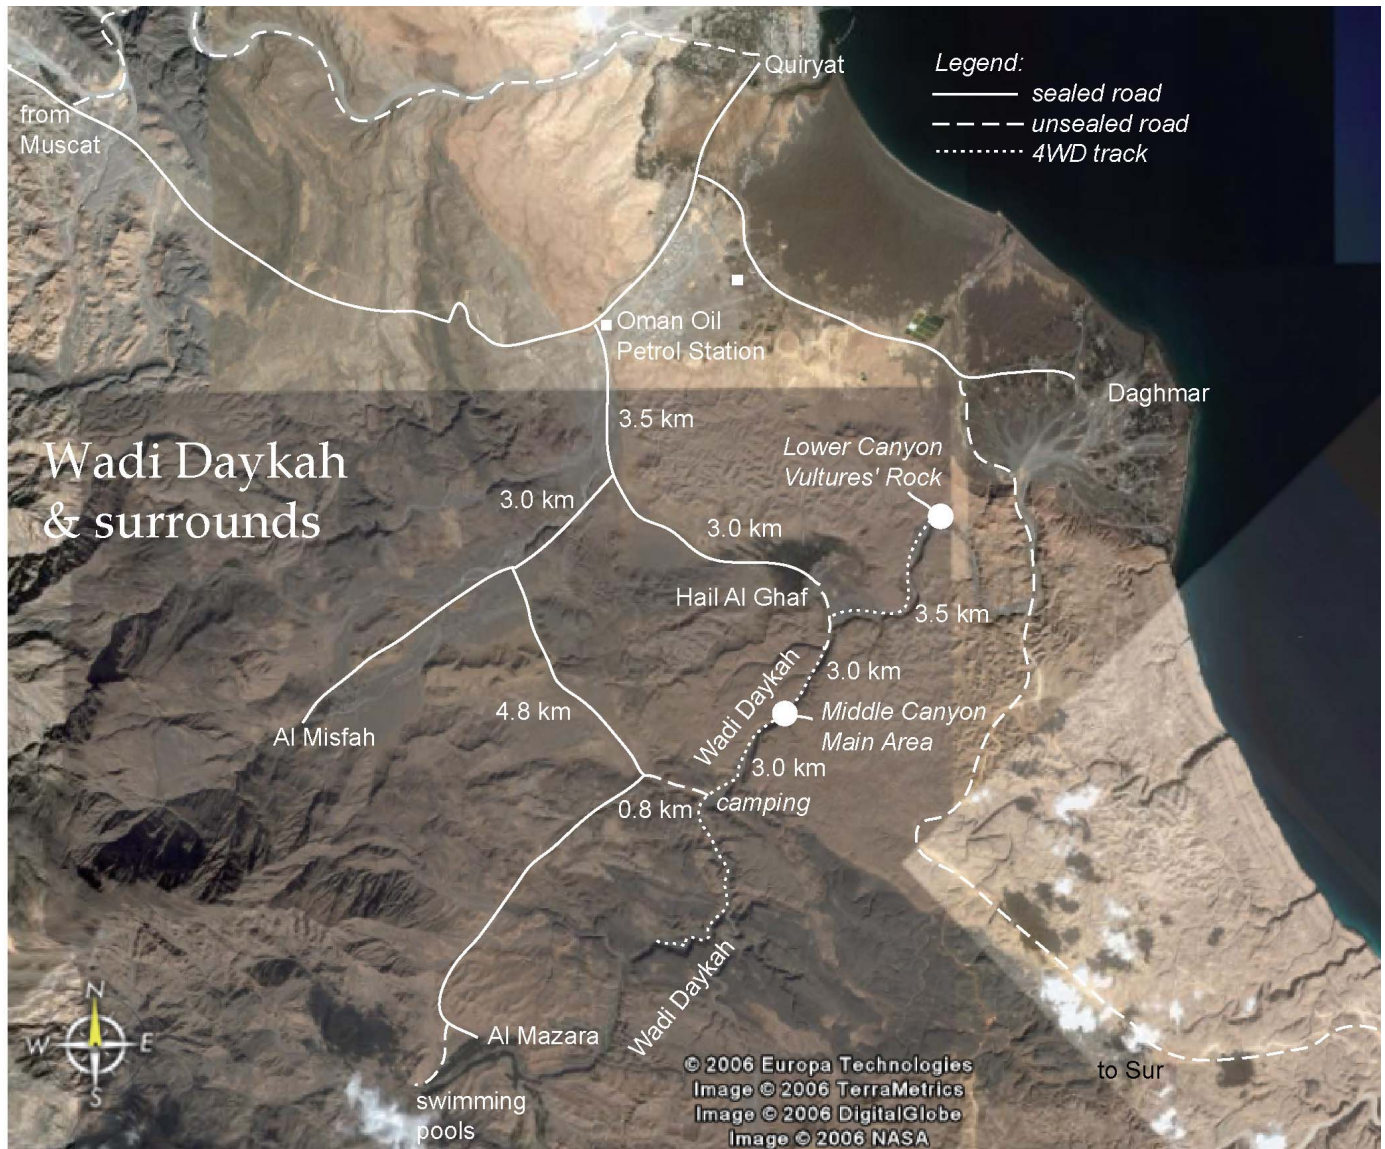 Quiryat
Legend:
sealed road
unsealed road
4WD track
from
Muscat
Oman Oil
Petrol Station
Daghmar
3.5 km
Wadi Daykah
& surrounds
Lower Canyon
Vultures' Rock
3.0 km
3.0 km
Hail Al Ghaf
3.5 km
3.0 km
Wadi Daykah
4.8 km
Middle Canyon
Main Area
Al Misfah
3.0 km
0.8 km
camping
Wadi Daykah
N
W
E
S
Al Mazara
to Sur
swimming
pools
© 2006 Europa Technologies
Image © 2006 TerraMetrics
Image © 2006 DigitalGlobe
Image © 2006 NASA